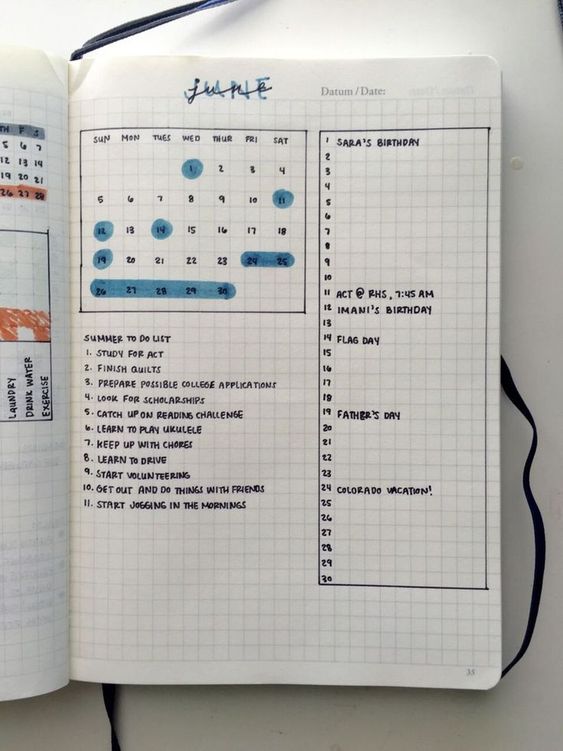 TH F S
5 6 7
12 13 14
19 20 21
26 27 28
LAUNDRY
DRINK WATER
EXERCISE
JUNE
june
Datum / Date:
SUN MON TUES WED THUR FRI SAT
1 2 3 4
5 6 7 8 9 10 11
12 13 14 15 16 17 18
19 20 21 22 23 24 25
26 27 28 29 30
SUMMER TO DO LIST
1. STUDY FOR ACT
2. FINISH QUILTS
3. PREPARE POSSIBLE COLLEGE APPLICATIONS
4. LOOK FOR SCHOLARSHIPS
5. CATCH UP ON READING CHALLENGE
6. LEARN TO PLAY UKULELE
7. KEEP UP WITH CHORES
8. LEARN TO DRIVE
9. START VOLUNTEERING
10. GET OUT AND DO THINGS WITH FRIENDS
11. START JOGGING IN THE MORNINGS
1 SARA'S BIRTHDAY
2
3
4
5
6
7
8
9
10
11 ACT @ RHS, 7:45 AM
12 IMANI'S BIRTHDAY
13
14 FLAG DAY
15
16
17
18
19 FATHER'S DAY
20
21
22
23
24 COLORADO VACATION!
25
26
27
28
29
30
35